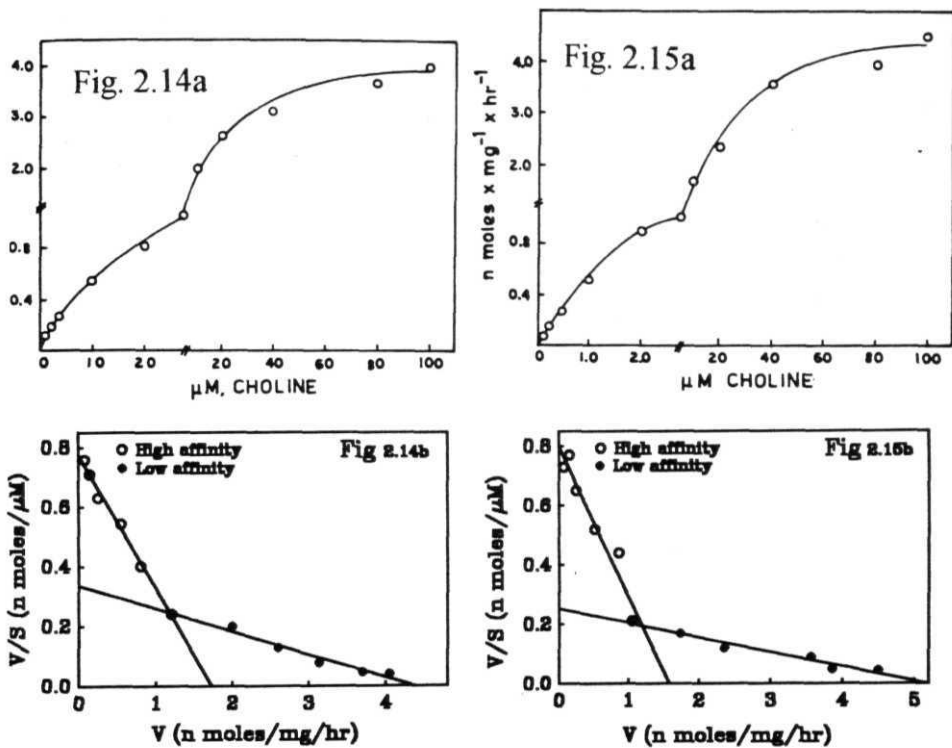 Fig. 2.14a
4.0
3.0
2.0
0.8
0.4
0 1.0 2.0 20 40 60 80 100
μM, CHOLINE
Fig. 2.15a
n moles x mg⁻¹ x hr⁻¹
4.0
3.0
2.0
0.8
0.4
0 1.0 2.0 20 40 60 80 100
μM CHOLINE
Fig 2.14b
High affinity
Low affinity
V/S (n moles/μM)
0.8
0.6
0.4
0.2
0.0
0 1 2 3 4
V (n moles/mg/hr)
Fig 2.15b
High affinity
Low affinity
V/S (n moles/μM)
0.8
0.6
0.4
0.2
0.0
0 1 2 3 4 5
V (n moles/mg/hr)